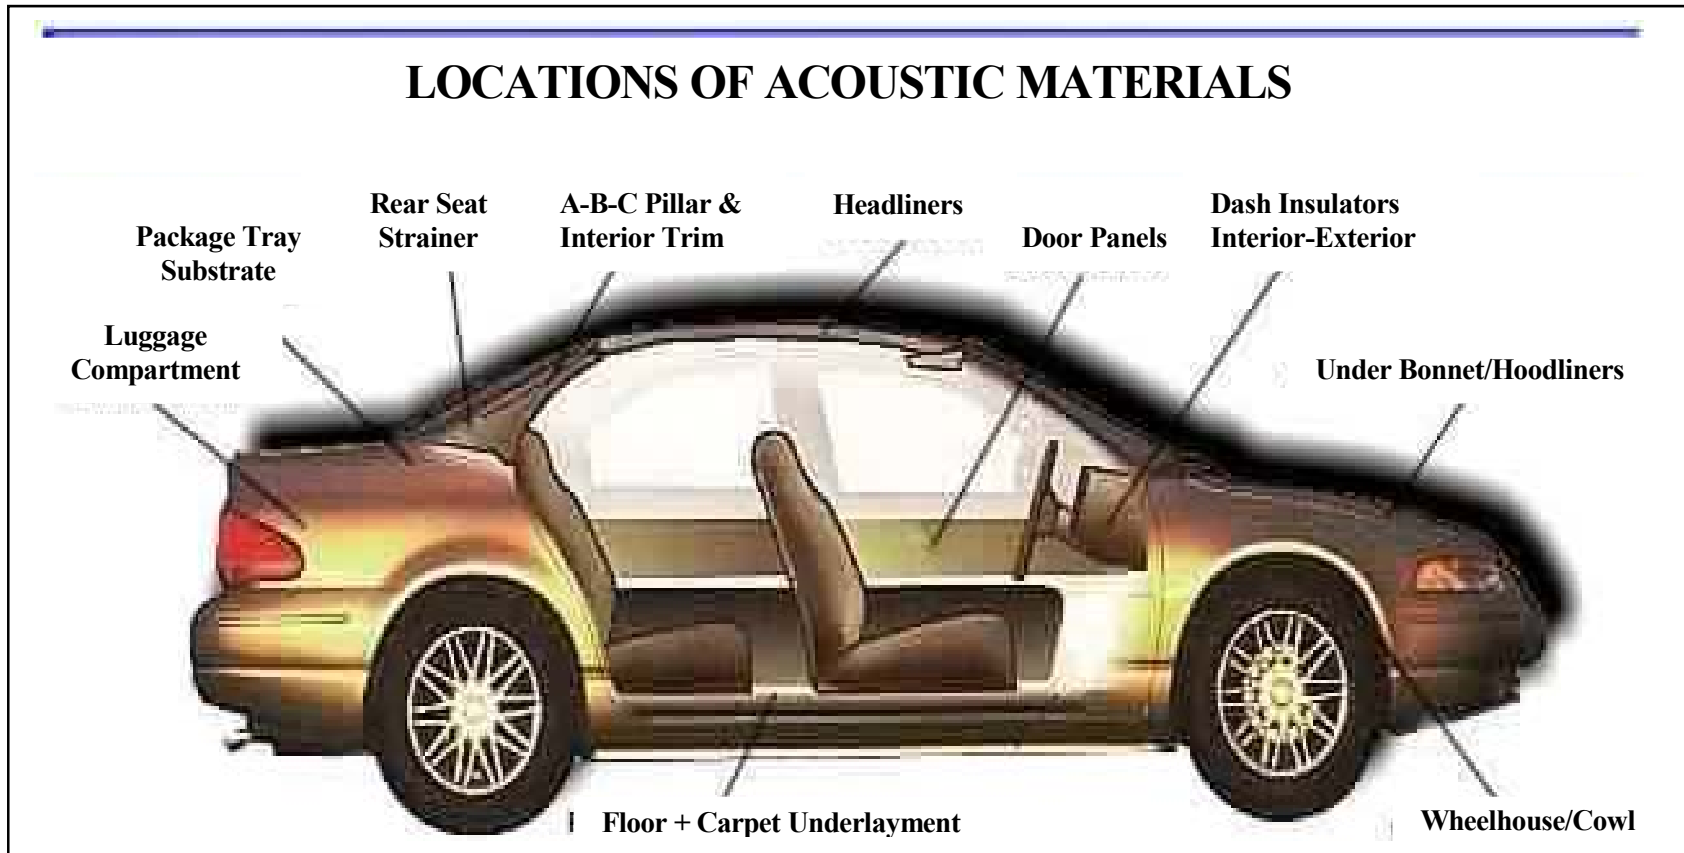 LOCATIONS OF ACOUSTIC MATERIALS
Rear Seat
Strainer
A-B-C Pillar &
Interior Trim
Headliners
Dash Insulators
Interior-Exterior
Package Tray
Substrate
Door Panels
Luggage
Compartment
Under Bonnet/Hoodliners
Floor + Carpet Underlayment
Wheelhouse/Cowl